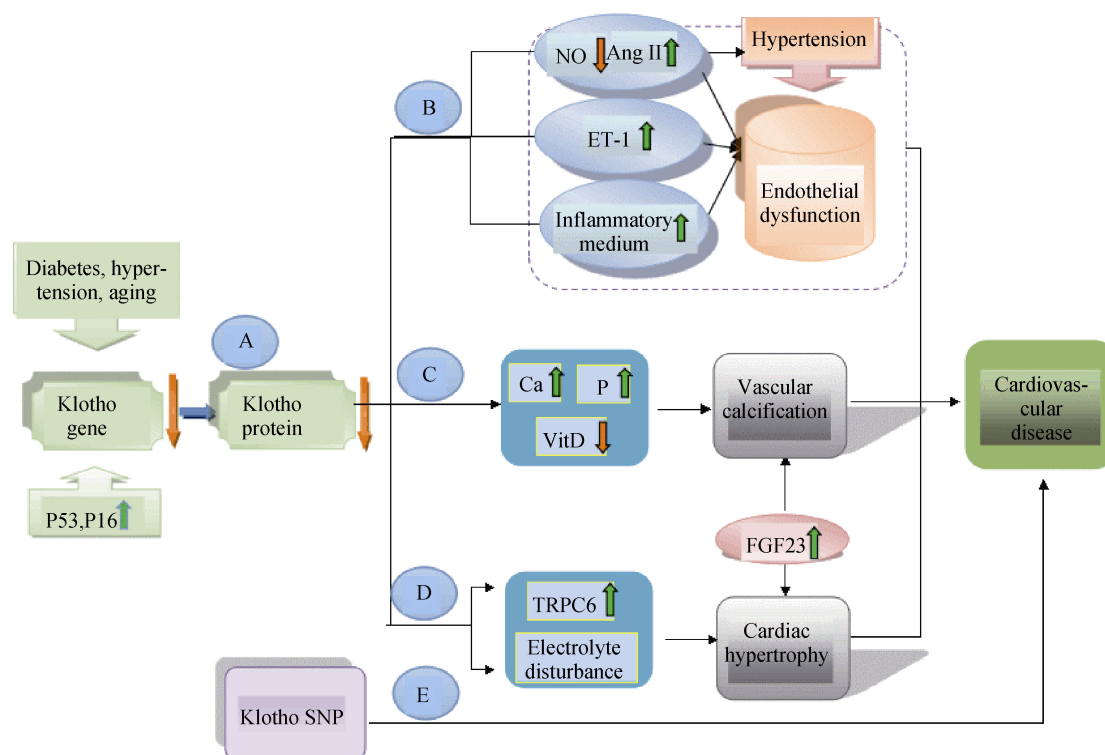 NO Ang II
Hypertension
B
ET-1
Endothelial
dysfunction
Inflammatory
medium
Diabetes, hyper-
tension, aging
A
Klotho
gene
Klotho
protein
P53,P16
C
Ca
P
VitD
Vascular
calcification
Cardiovas-
cular
disease
FGF23
D
TRPC6
Electrolyte
disturbance
Cardiac
hypertrophy
E
Klotho SNP